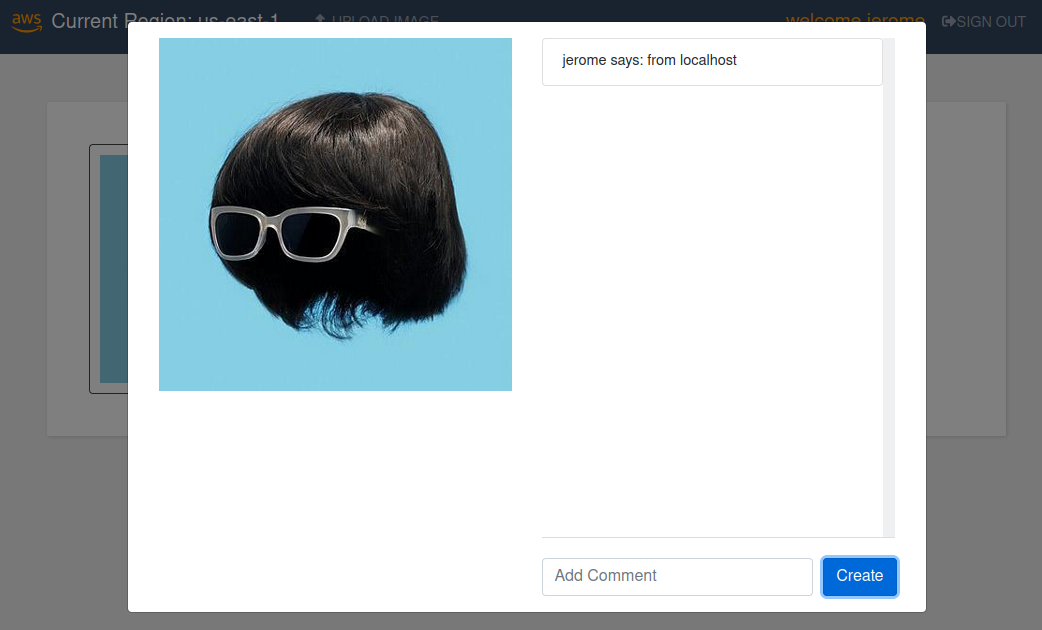 aws Current Region: us-east-1 UPLOAD IMAGE welcome jerome SIGN OUT
jerome says: from localhost
Add Comment Create